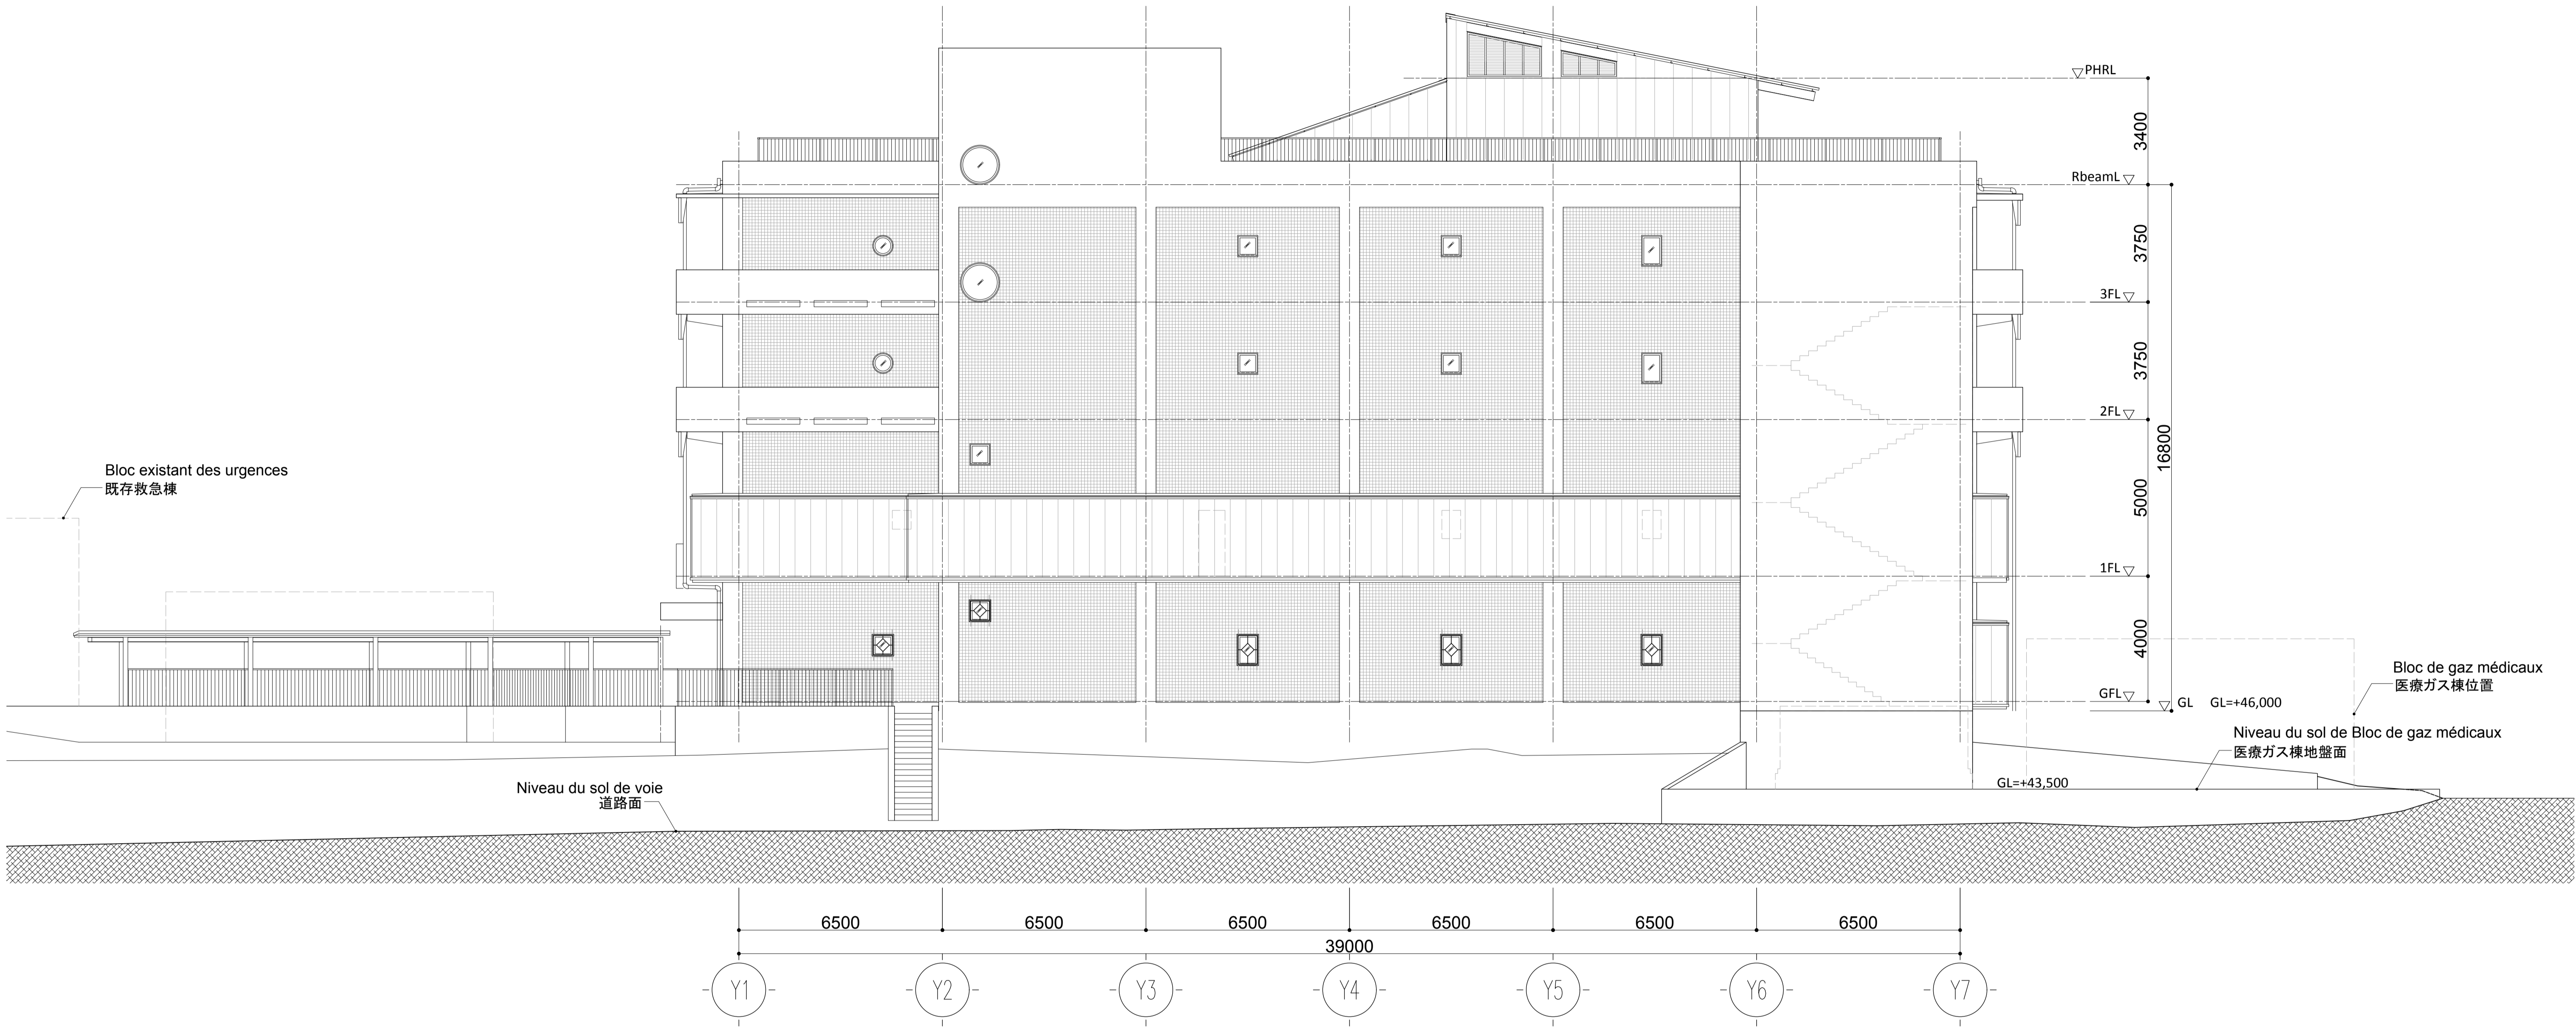 PHRL
3400
RbeamL
3750
3FL
3750
2FL
16800
5000
1FL
4000
GFL
GL GL=+46,000
Bloc existant des urgences
既存救急棟
Bloc de gaz médicaux
医療ガス棟位置
Niveau du sol de Bloc de gaz médicaux
医療ガス棟地盤面
GL=+43,500
Niveau du sol de voie
道路面
6500 6500 6500 6500 6500 6500
39000
Y1 Y2 Y3 Y4 Y5 Y6 Y7